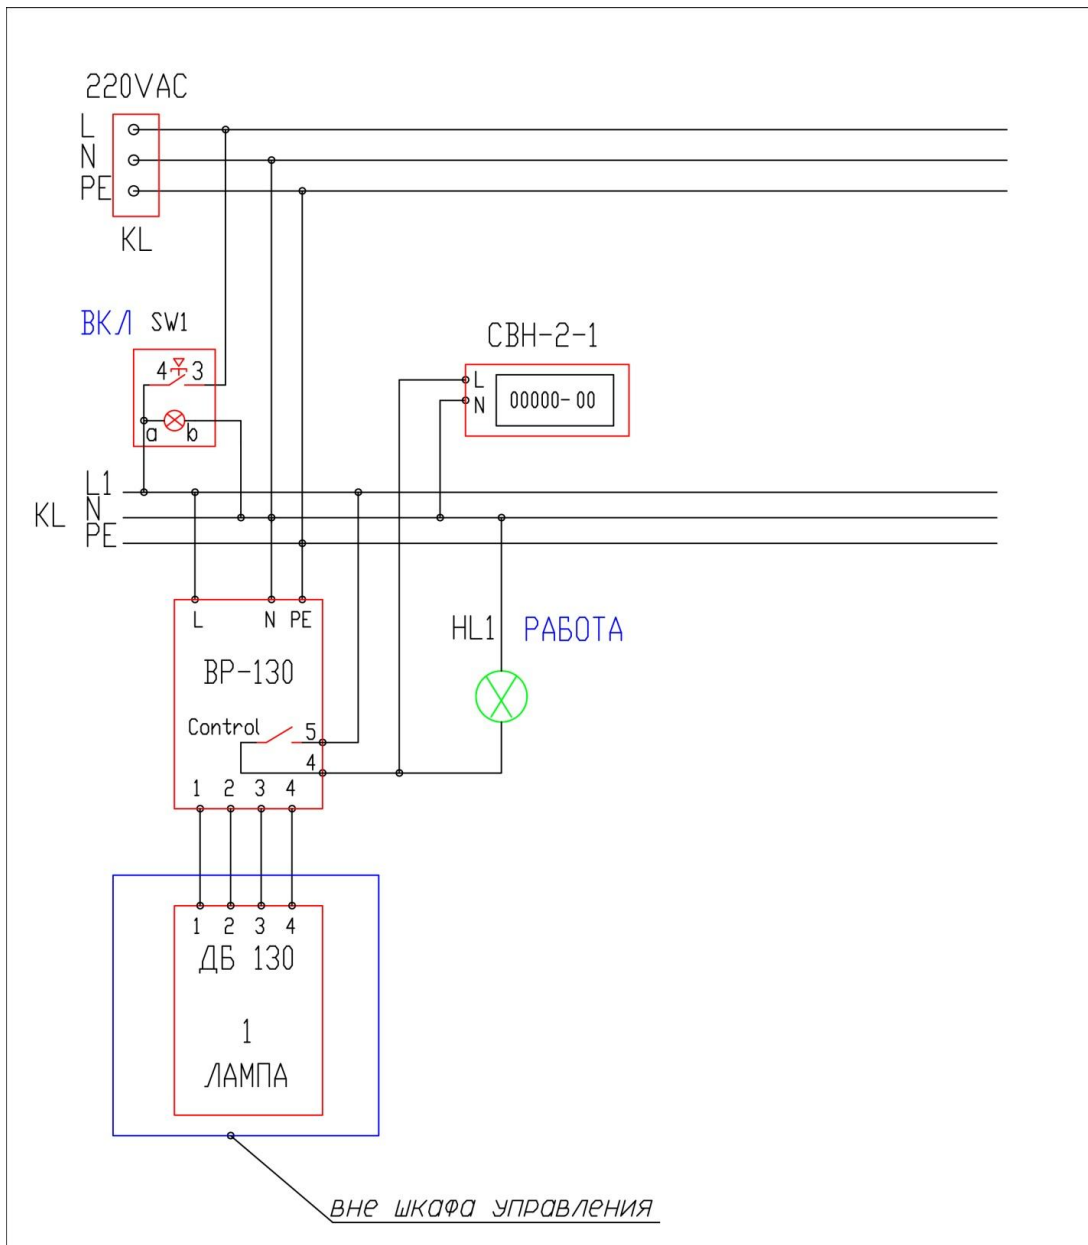 220VAC
L
N
PE
KL
ВКЛ SW1
4 3
a b
СВН-2-1
L
N
00000-00
KL
L1
N
PE
L N PE
ВР-130
Control
5
4
1 2 3 4
HL1 РАБОТА
1 2 3 4
ДБ 130
1
ЛАМПА
ВНЕ ШКАФА УПРАВЛЕНИЯ